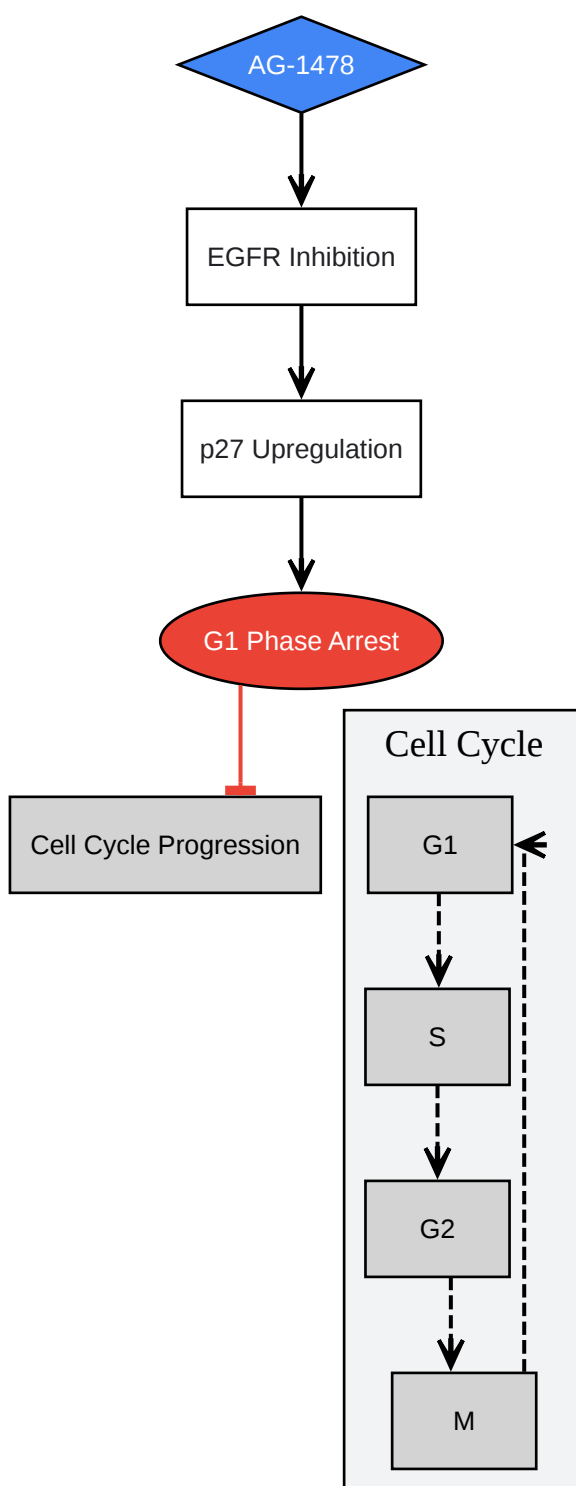 AG-1478
EGFR Inhibition
p27 Upregulation
G1 Phase Arrest
Cell Cycle Progression
Cell Cycle
G1
S
G2
M